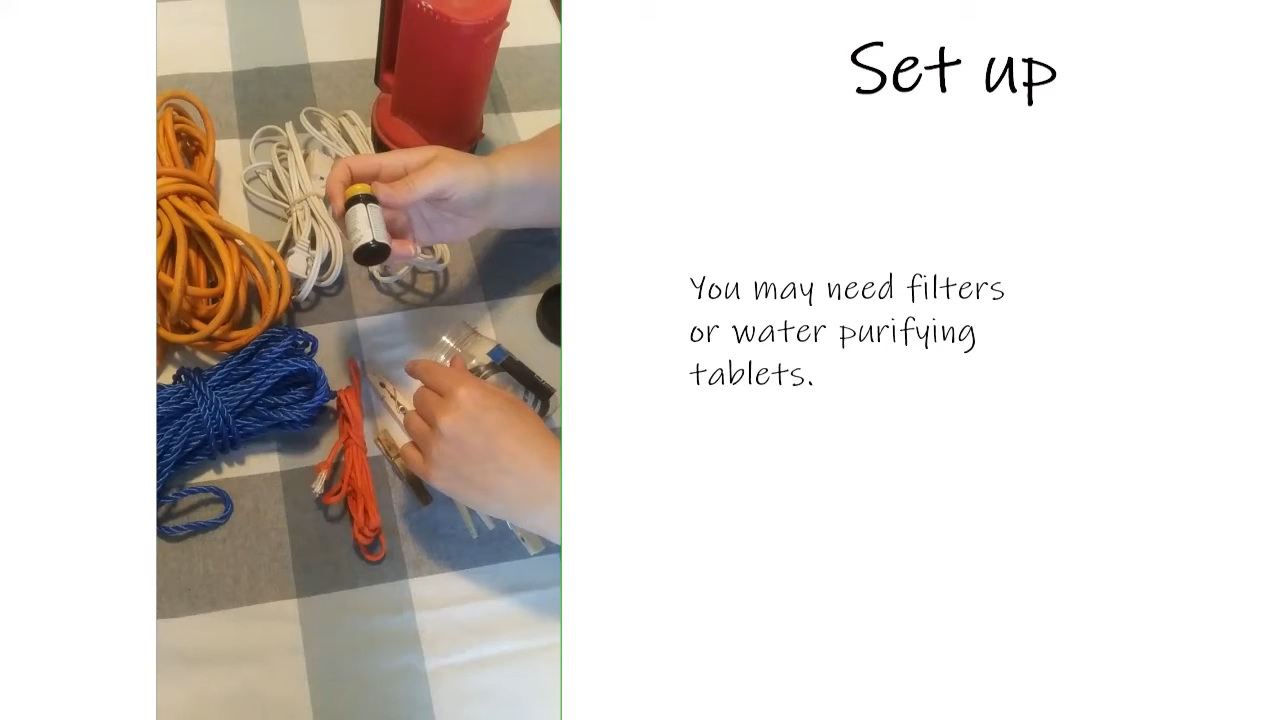 Set up
You may need filters
or water purifying
tablets.